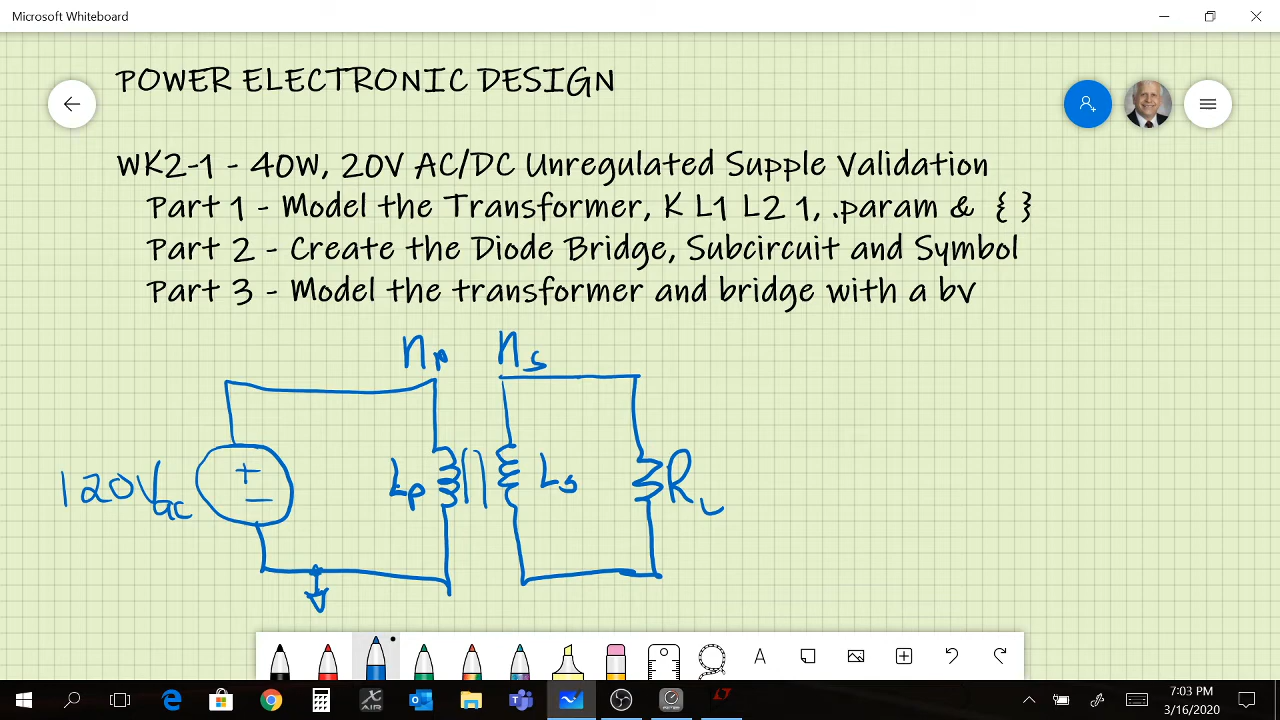 Microsoft Whiteboard
POWER ELECTRONIC DESIGN
WK2-1 - 40W, 20V AC/DC Unregulated Supple Validation
Part 1 - Model the Transformer, K L1 L2 1, .param & { }
Part 2 - Create the Diode Bridge, Subcircuit and Symbol
Part 3 - Model the transformer and bridge with a bv
np ns
120Vac + - Lp Ls RL
A
X AIR
7:03 PM
3/16/2020